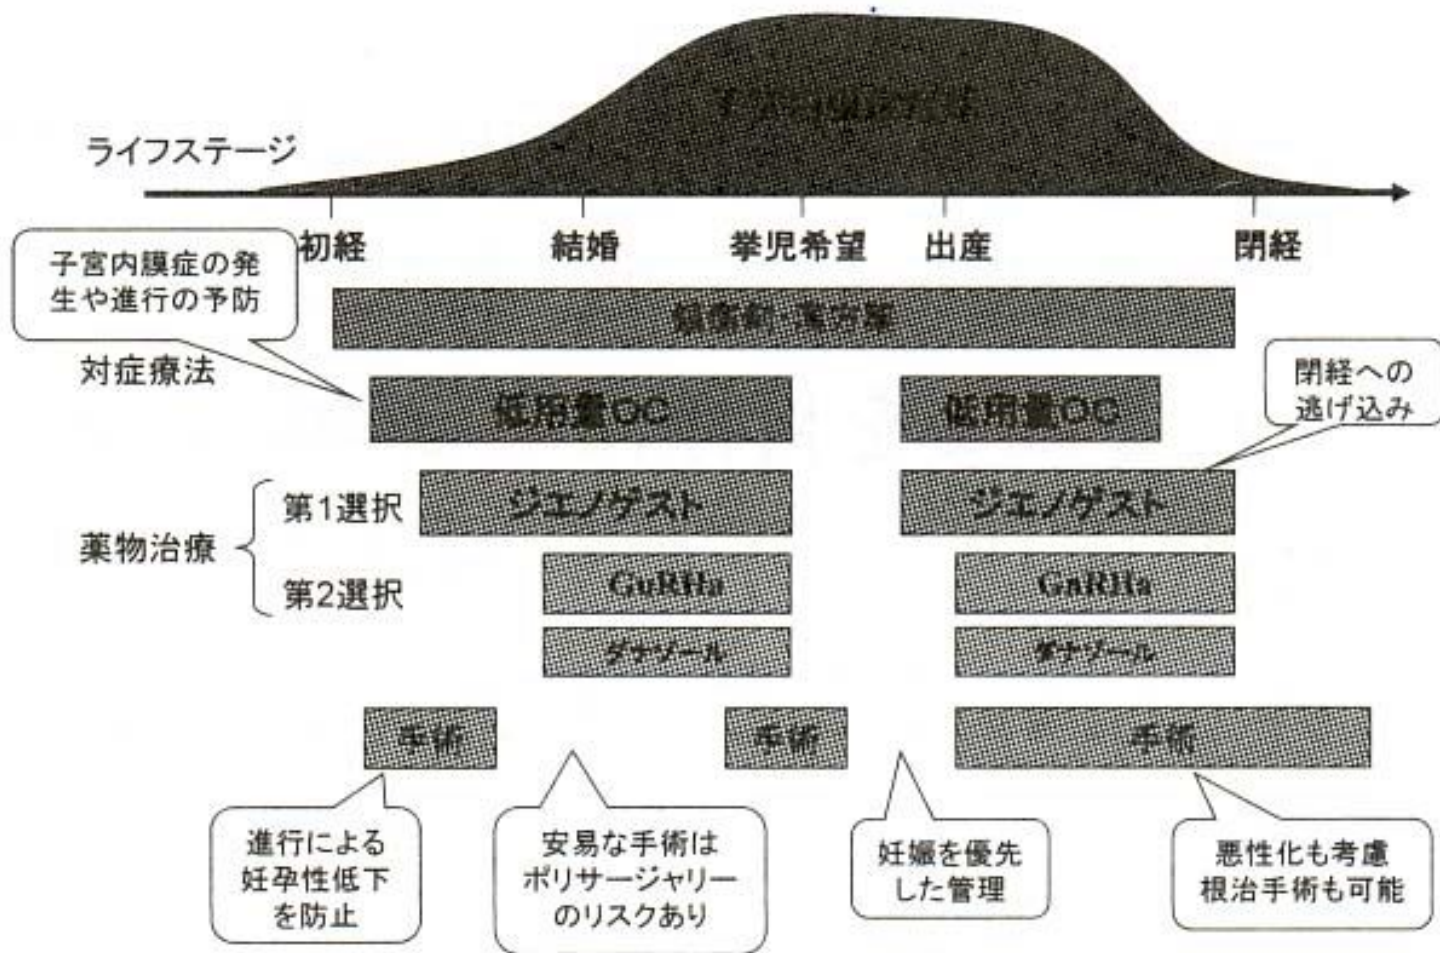 ライフステージ
初経
結婚
挙児希望
出産
閉経
子宮内膜症の発
生や進行の予防
鎮痛剤・漢方薬
対症療法
低用量OC
低用量OC
閉経への
逃げ込み
薬物治療
第1選択
ジエノゲスト
ジエノゲスト
第2選択
GnRHa
GnRHa
ダナゾール
ダナゾール
手術
手術
手術
進行による
妊孕性低下
を防止
安易な手術は
ポリサージャリー
のリスクあり
妊娠を優先
した管理
悪性化も考慮
根治手術も可能